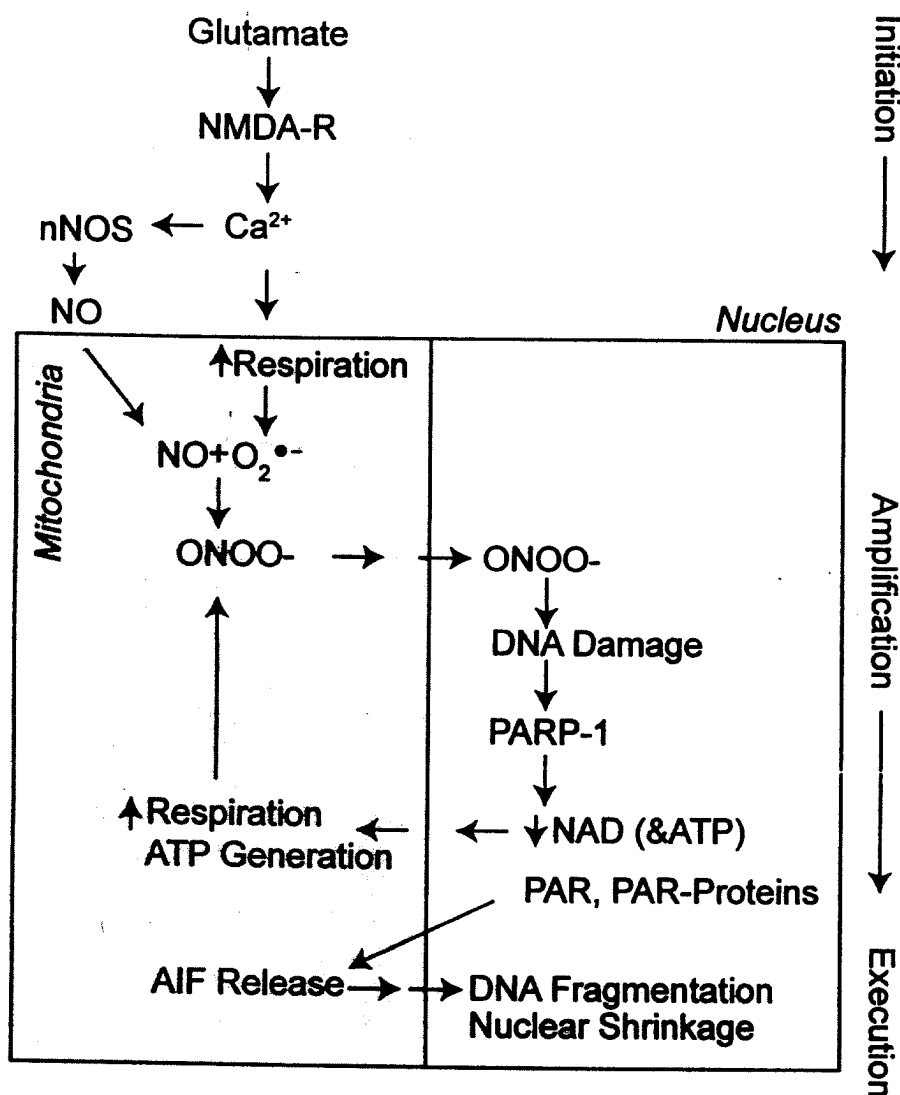 Glutamate
NMDA-R
nNOS
Ca²⁺
NO
Initiation
Nucleus
Mitochondria
Respiration
NO+O₂•-
ONOO-
ONOO-
DNA Damage
PARP-1
Amplification
Respiration
ATP Generation
NAD (&ATP)
PAR, PAR-Proteins
AIF Release
DNA Fragmentation
Nuclear Shrinkage
Execution